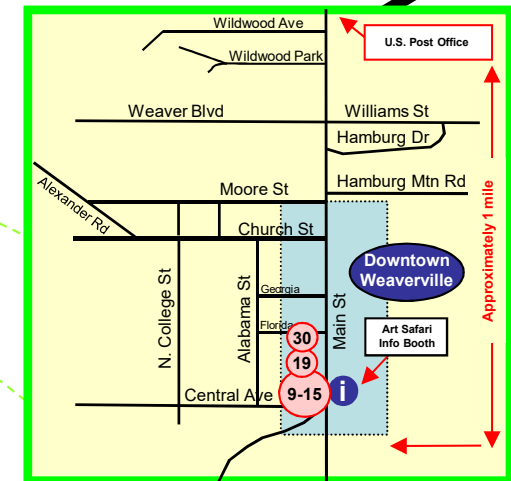 Wildwood Ave
U.S. Post Office
Wildwood Park
Weaver Blvd
Williams St
Hamburg Dr
Alexander Rd
Moore St
Hamburg Mtn Rd
Church St
Downtown
Weaverville
Approximately 1 mile
N. College St
Alabama St
Georgia
Main St
Florida
30
Art Safari
Info Booth
19
Central Ave
9-15
i